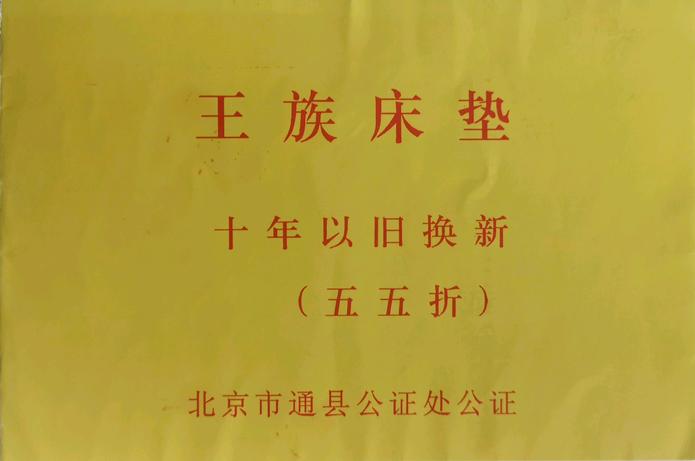 王族床垫
十年以旧换新
（五五折）
北京市通县公证处公证